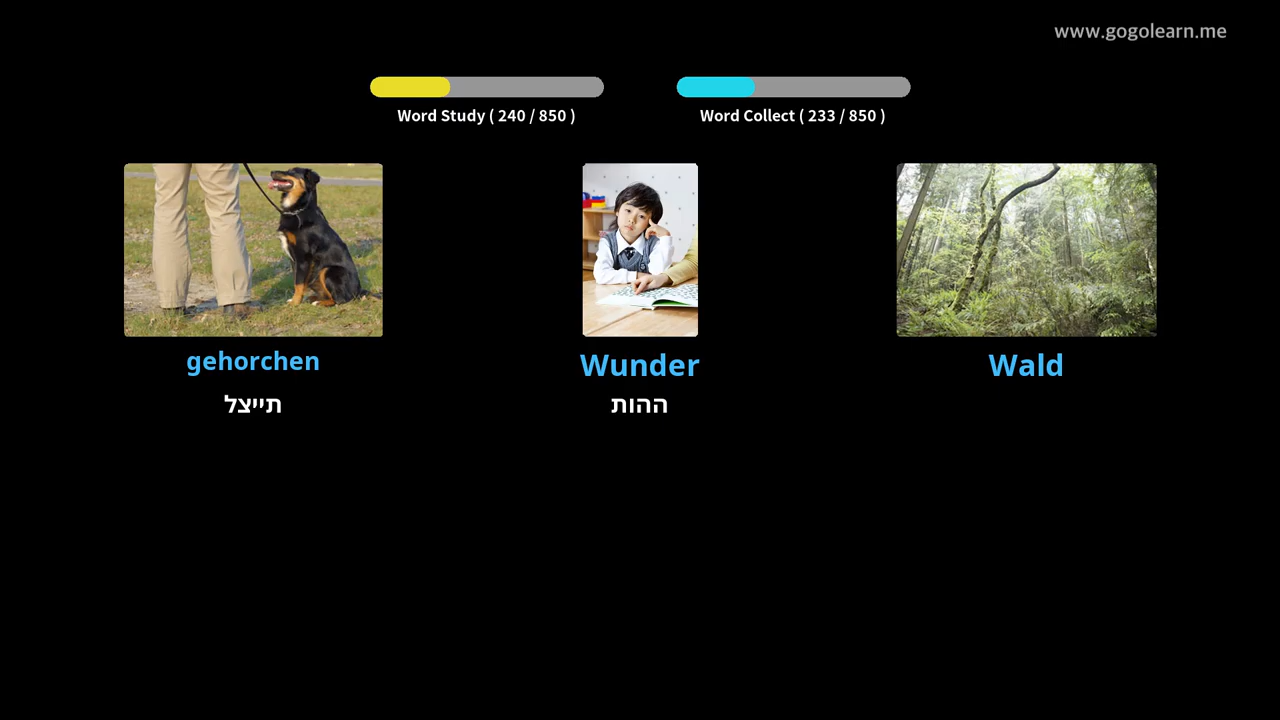 www.gogolearn.me
Word Study ( 240 / 850 )
Word Collect ( 233 / 850 )
gehorchen
Wunder
Wald
תייצל
ההות